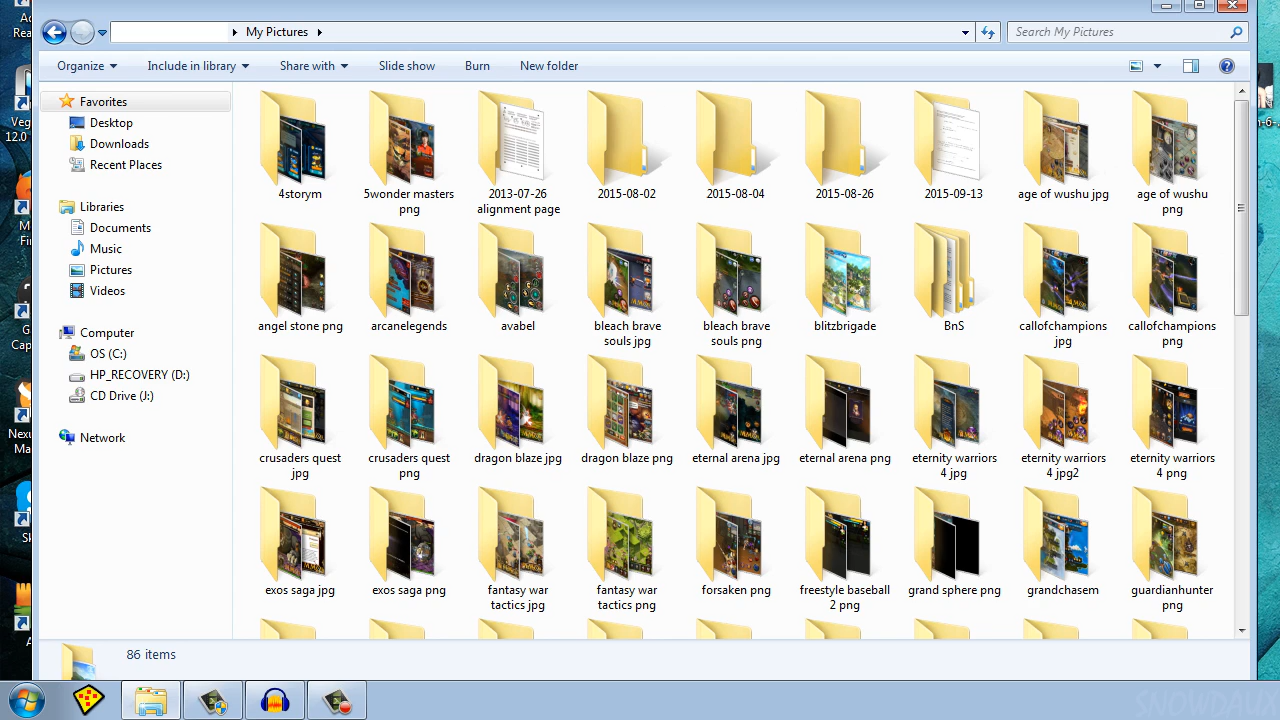 My Pictures
Search My Pictures
Organize
Include in library
Share with
Slide show
Burn
New folder
Favorites
Desktop
Downloads
Recent Places
Libraries
Documents
Music
Pictures
Videos
Computer
OS (C:)
HP_RECOVERY (D:)
CD Drive (J:)
Network
4storym
5wonder masters
png
2013-07-26
alignment page
2015-08-02
2015-08-04
2015-08-26
2015-09-13
age of wushu jpg
age of wushu
png
angel stone png
arcanelegends
avabel
bleach brave
souls jpg
bleach brave
souls png
blitzbrigade
BnS
callofchampions
jpg
callofchampions
png
crusaders quest
jpg
crusaders quest
png
dragon blaze jpg
dragon blaze png
eternal arena jpg
eternal arena png
eternity warriors
4 jpg
eternity warriors
4 jpg2
eternity warriors
4 png
exos saga jpg
exos saga png
fantasy war
tactics jpg
fantasy war
tactics png
forsaken png
freestyle baseball
2 png
grand sphere png
grandchasem
guardianhunter
png
86 items
12.0